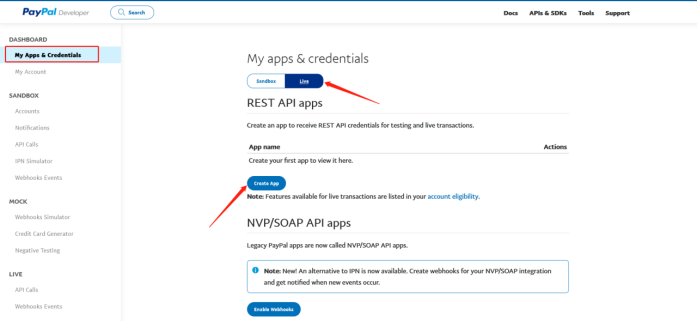 PayPal Developer
Search
Docs APIs & SDKs Tools Support
DASHBOARD
My Apps & Credentials
My Account
SANDBOX
Accounts
Notifications
API Calls
IPN Simulator
Webhooks Events
MOCK
Webhooks Simulator
Credit Card Generator
Negative Testing
LIVE
API Calls
Webhooks Events
My apps & credentials
Sandbox Live
REST API apps
Create an app to receive REST API credentials for testing and live transactions.
App name Actions
Create your first app to view it here.
Create App
Note: Features available for live transactions are listed in your account eligibility.
NVP/SOAP API apps
Legacy PayPal apps are now called NVP/SOAP API apps.
Note: New! An alternative to IPN is now available. Create webhooks for your NVP/SOAP integration
and get notified when new events occur.
Enable Webhooks